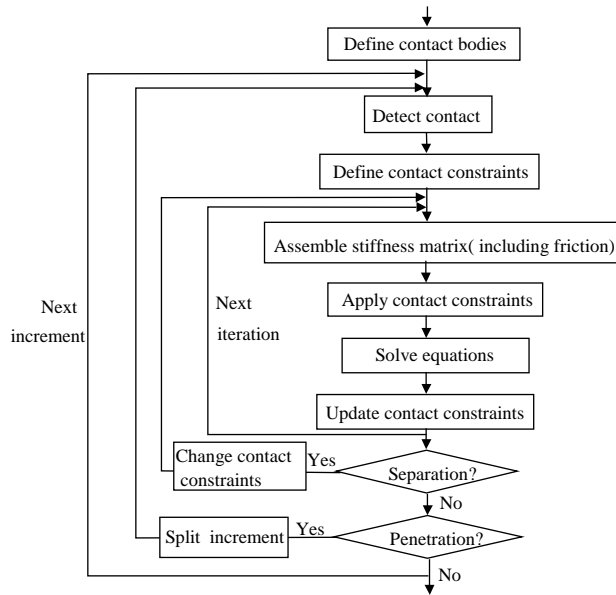 Define contact bodies
Detect contact
Define contact constraints
Assemble stiffness matrix( including friction)
Next
increment
Next
iteration
Apply contact constraints
Solve equations
Update contact constraints
Change contact
constraints
Yes
Separation?
No
Split increment
Yes
Penetration?
No